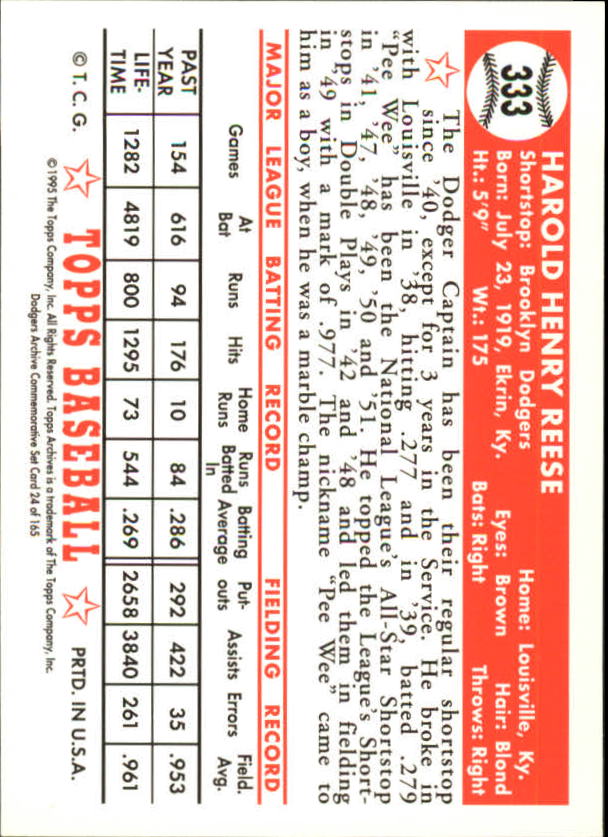 333
HAROLD HENRY REESE
Shortstop: Brooklyn Dodgers Home: Louisville, Ky.
Born: July 23, 1919, Ekrin, Ky. Eyes: Brown Hair: Blond
Ht.: 5'9" Wt.: 175 Bats: Right Throws: Right
The Dodger Captain has been their regular shortstop
since '40, except for 3 years in the Service. He broke in
with Louisville in '38, hitting .277 and in '39, batted .279
"Pee Wee" has been the National League's All-Star Shortstop
in '41, '47, '48, '49, '50 and '51. He topped the League's Short-
stops in Double Plays in '42 and '48 and led them in fielding
in '49 with a mark of .977. The nickname "Pee Wee" came to
him as a boy, when he was a marble champ.
MAJOR LEAGUE BATTING RECORD FIELDING RECORD
Games At Bat Runs Hits Home Runs Runs Batted In Batting Average Put-outs Assists Errors Field. Avg.
PAST YEAR 154 616 94 176 10 84 .286 292 422 35 .953
LIFE-TIME 1282 4819 800 1295 73 544 .269 2658 3840 261 .961
© T. C. G. TOPPS BASEBALL PRTD. IN U.S.A.
©1995 The Topps Company, Inc. All Rights Reserved. Topps Archives is a trademark of The Topps Company, Inc.
Dodgers Archive Commemorative Set Card 24 of 165